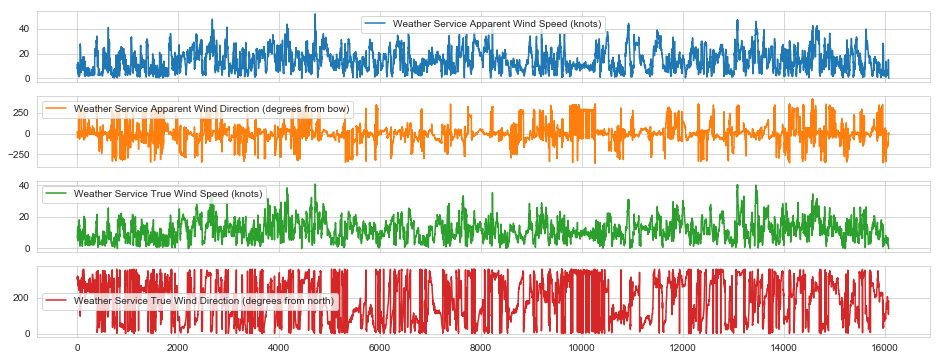 Weather Service Apparent Wind Speed (knots)
40
20
0
Weather Service Apparent Wind Direction (degrees from bow)
250
0
−250
Weather Service True Wind Speed (knots)
40
20
0
Weather Service True Wind Direction (degrees from north)
200
0
0 2000 4000 6000 8000 10000 12000 14000 16000